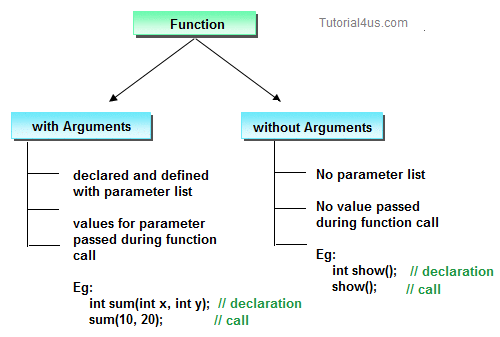 Function
Tutorial4us.com
with Arguments
declared and defined
with parameter list
values for parameter
passed during function
call
Eg:
int sum(int x, int y); // declaration
sum(10, 20); // call
without Arguments
No parameter list
No value passed
during function call
Eg:
int show(); // declaration
show(); // call